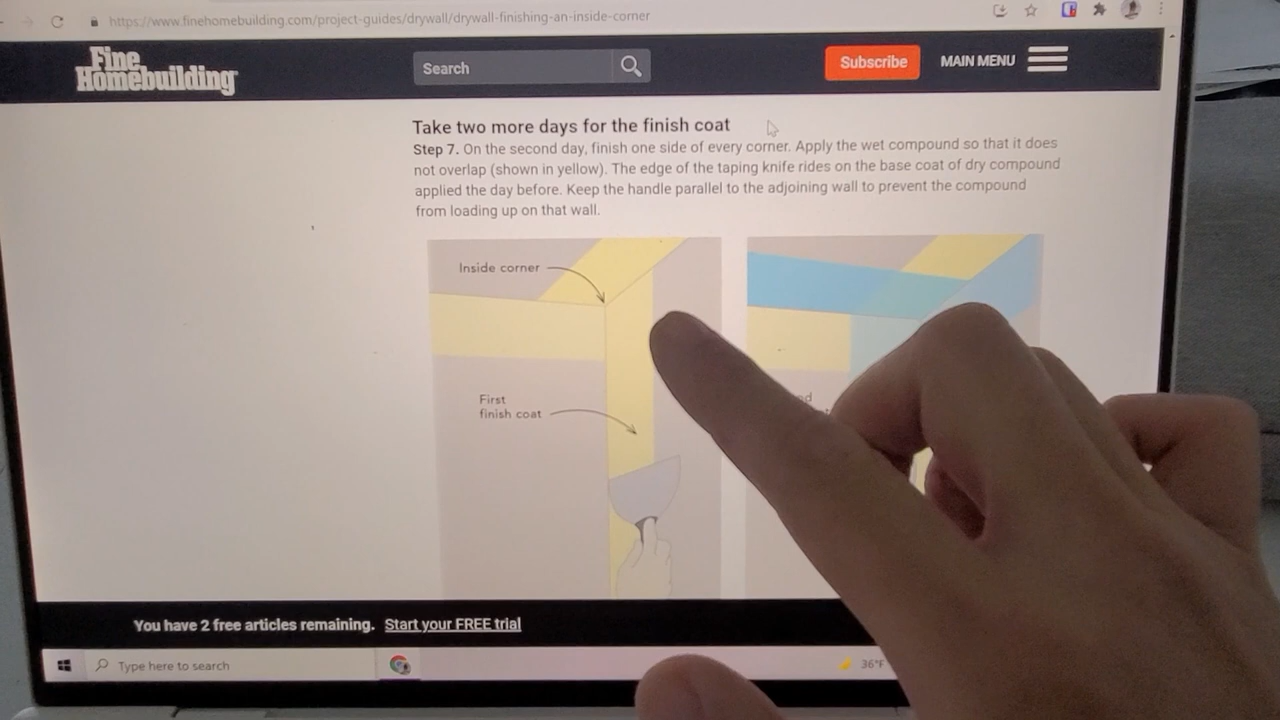 https://www.finehomebuilding.com/project-guides/drywall/drywall-finishing-an-inside-corner
Fine
Homebuilding
Search
Subscribe
MAIN MENU
Take two more days for the finish coat
Step 7. On the second day, finish one side of every corner. Apply the wet compound so that it does
not overlap (shown in yellow). The edge of the taping knife rides on the base coat of dry compound
applied the day before. Keep the handle parallel to the adjoining wall to prevent the compound
from loading up on that wall.
Inside corner
First
finish coat
You have 2 free articles remaining. Start your FREE trial
Type here to search
36°F